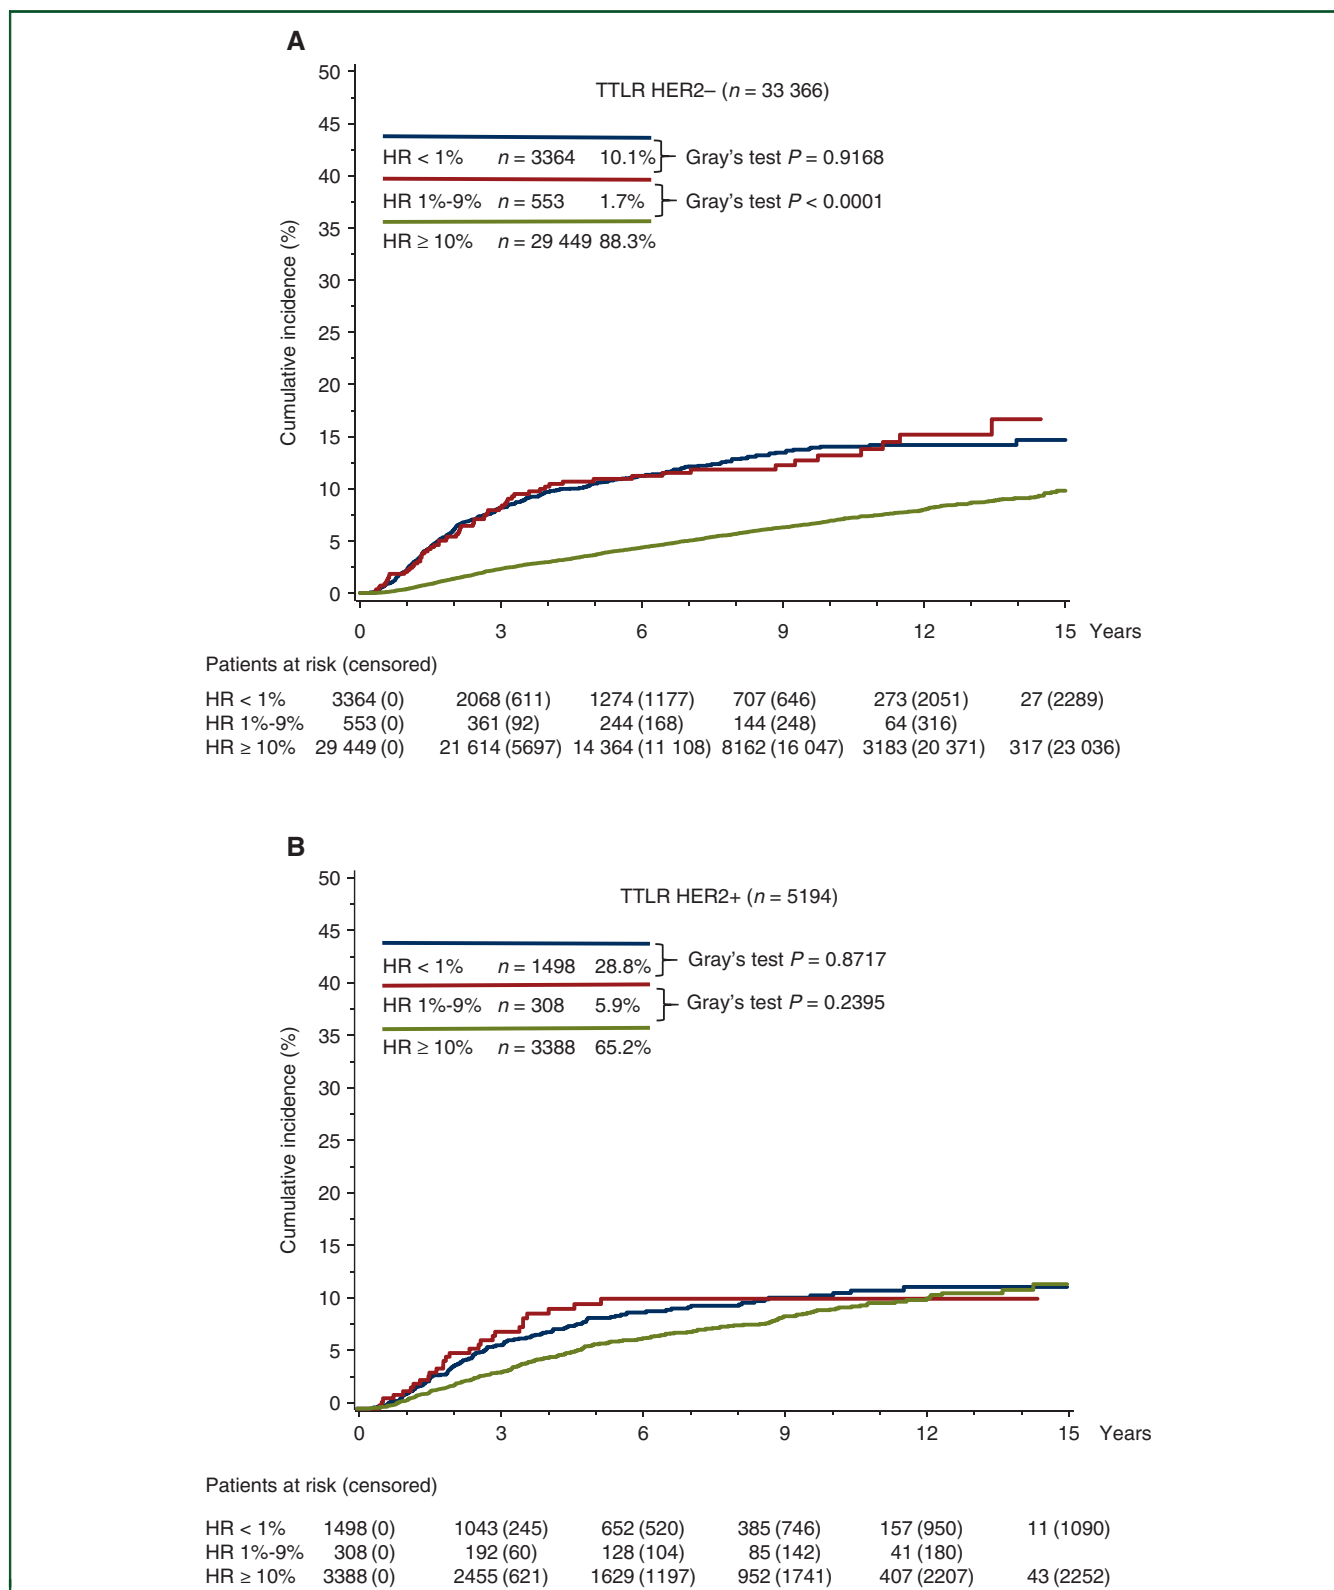 A
TTLR HER2– (n = 33 366)
50
45
40
35
30
25
20
15
10
5
0
Cumulative incidence (%)
HR < 1% n = 3364 10.1% Gray's test P = 0.9168
HR 1%-9% n = 553 1.7% Gray's test P < 0.0001
HR ≥ 10% n = 29 449 88.3%
0 3 6 9 12 15 Years
Patients at risk (censored)
HR < 1% 3364 (0) 2068 (611) 1274 (1177) 707 (646) 273 (2051) 27 (2289)
HR 1%-9% 553 (0) 361 (92) 244 (168) 144 (248) 64 (316)
HR ≥ 10% 29 449 (0) 21 614 (5697) 14 364 (11 108) 8162 (16 047) 3183 (20 371) 317 (23 036)
B
TTLR HER2+ (n = 5194)
50
45
40
35
30
25
20
15
10
5
0
Cumulative incidence (%)
HR < 1% n = 1498 28.8% Gray's test P = 0.8717
HR 1%-9% n = 308 5.9% Gray's test P = 0.2395
HR ≥ 10% n = 3388 65.2%
0 3 6 9 12 15 Years
Patients at risk (censored)
HR < 1% 1498 (0) 1043 (245) 652 (520) 385 (746) 157 (950) 11 (1090)
HR 1%-9% 308 (0) 192 (60) 128 (104) 85 (142) 41 (180)
HR ≥ 10% 3388 (0) 2455 (621) 1629 (1197) 952 (1741) 407 (2207) 43 (2252)